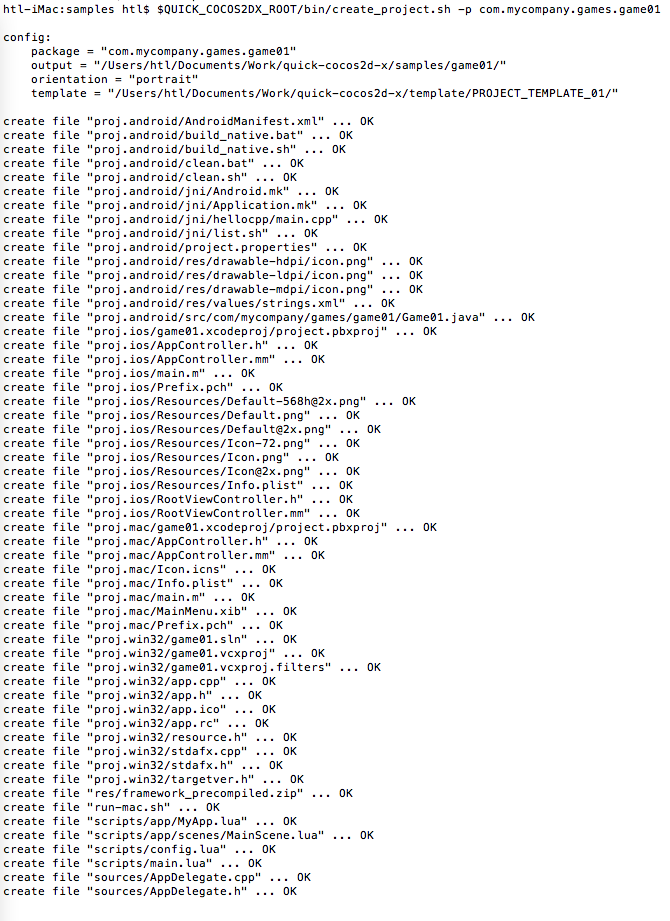 htl-iMac:samples htl$ $QUICK_COCOS2DX_ROOT/bin/create_project.sh -p com.mycompany.games.game01
config:
package = "com.mycompany.games.game01"
output = "/Users/htl/Documents/Work/quick-cocos2d-x/samples/game01/"
orientation = "portrait"
template = "/Users/htl/Documents/Work/quick-cocos2d-x/template/PROJECT_TEMPLATE_01/"
create file "proj.android/AndroidManifest.xml" ... OK
create file "proj.android/build_native.bat" ... OK
create file "proj.android/build_native.sh" ... OK
create file "proj.android/clean.bat" ... OK
create file "proj.android/clean.sh" ... OK
create file "proj.android/jni/Android.mk" ... OK
create file "proj.android/jni/Application.mk" ... OK
create file "proj.android/jni/hellocpp/main.cpp" ... OK
create file "proj.android/jni/list.sh" ... OK
create file "proj.android/project.properties" ... OK
create file "proj.android/res/drawable-hdpi/icon.png" ... OK
create file "proj.android/res/drawable-ldpi/icon.png" ... OK
create file "proj.android/res/drawable-mdpi/icon.png" ... OK
create file "proj.android/res/values/strings.xml" ... OK
create file "proj.android/src/com/mycompany/games/game01/Game01.java" ... OK
create file "proj.ios/game01.xcodeproj/project.pbxproj" ... OK
create file "proj.ios/AppController.h" ... OK
create file "proj.ios/AppController.mm" ... OK
create file "proj.ios/main.m" ... OK
create file "proj.ios/Prefix.pch" ... OK
create file "proj.ios/Resources/Default-568h@2x.png" ... OK
create file "proj.ios/Resources/Default.png" ... OK
create file "proj.ios/Resources/Default@2x.png" ... OK
create file "proj.ios/Resources/Icon-72.png" ... OK
create file "proj.ios/Resources/Icon.png" ... OK
create file "proj.ios/Resources/Icon@2x.png" ... OK
create file "proj.ios/Resources/Info.plist" ... OK
create file "proj.ios/RootViewController.h" ... OK
create file "proj.ios/RootViewController.mm" ... OK
create file "proj.mac/game01.xcodeproj/project.pbxproj" ... OK
create file "proj.mac/AppController.h" ... OK
create file "proj.mac/AppController.mm" ... OK
create file "proj.mac/Icon.icns" ... OK
create file "proj.mac/Info.plist" ... OK
create file "proj.mac/main.m" ... OK
create file "proj.mac/MainMenu.xib" ... OK
create file "proj.mac/Prefix.pch" ... OK
create file "proj.win32/game01.sln" ... OK
create file "proj.win32/game01.vcxproj" ... OK
create file "proj.win32/game01.vcxproj.filters" ... OK
create file "proj.win32/app.cpp" ... OK
create file "proj.win32/app.h" ... OK
create file "proj.win32/app.ico" ... OK
create file "proj.win32/app.rc" ... OK
create file "proj.win32/resource.h" ... OK
create file "proj.win32/stdafx.cpp" ... OK
create file "proj.win32/stdafx.h" ... OK
create file "proj.win32/targetver.h" ... OK
create file "res/framework_precompiled.zip" ... OK
create file "run-mac.sh" ... OK
create file "scripts/app/MyApp.lua" ... OK
create file "scripts/app/scenes/MainScene.lua" ... OK
create file "scripts/config.lua" ... OK
create file "scripts/main.lua" ... OK
create file "sources/AppDelegate.cpp" ... OK
create file "sources/AppDelegate.h" ... OK